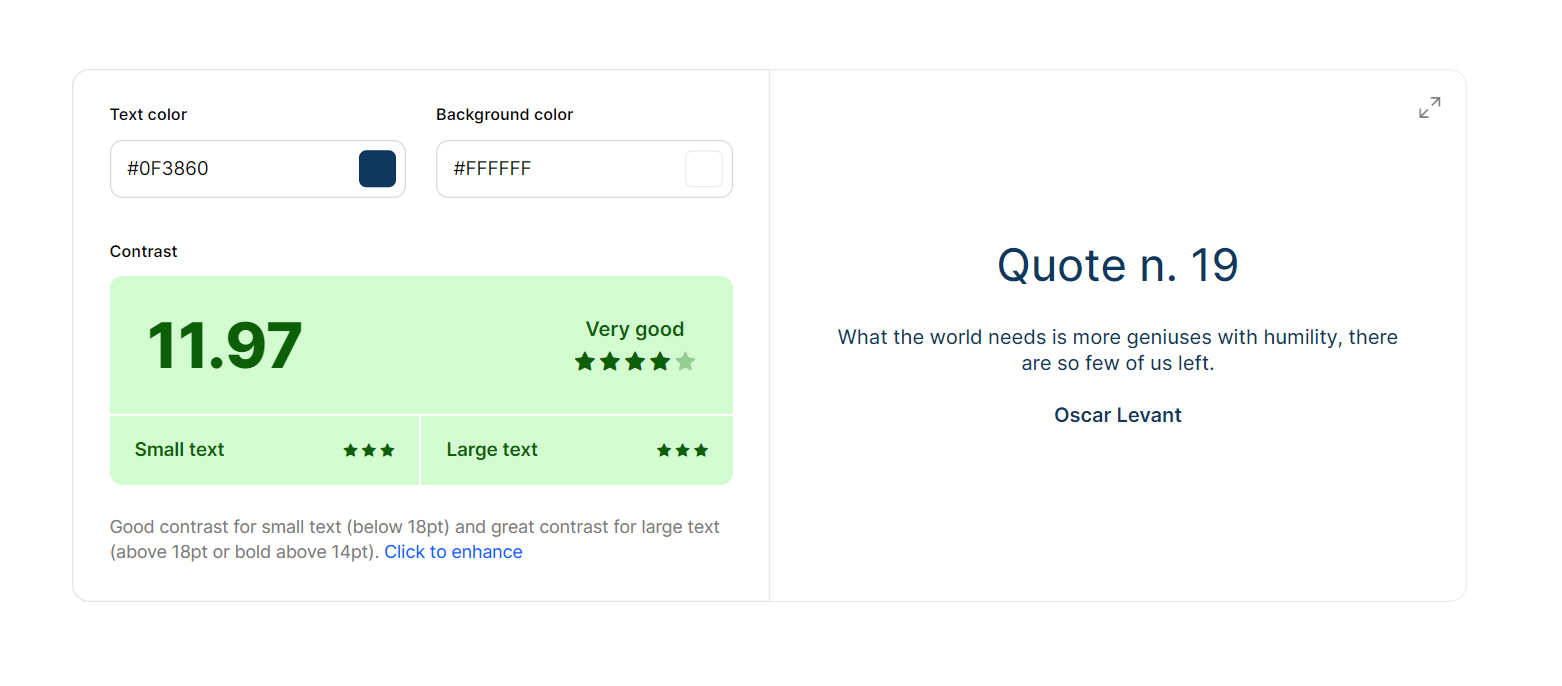 Text color
#0F3860
Background color
#FFFFFF
Contrast
11.97
Very good
Small text
Large text
Good contrast for small text (below 18pt) and great contrast for large text
(above 18pt or bold above 14pt). Click to enhance
Quote n. 19
What the world needs is more geniuses with humility, there
are so few of us left.
Oscar Levant